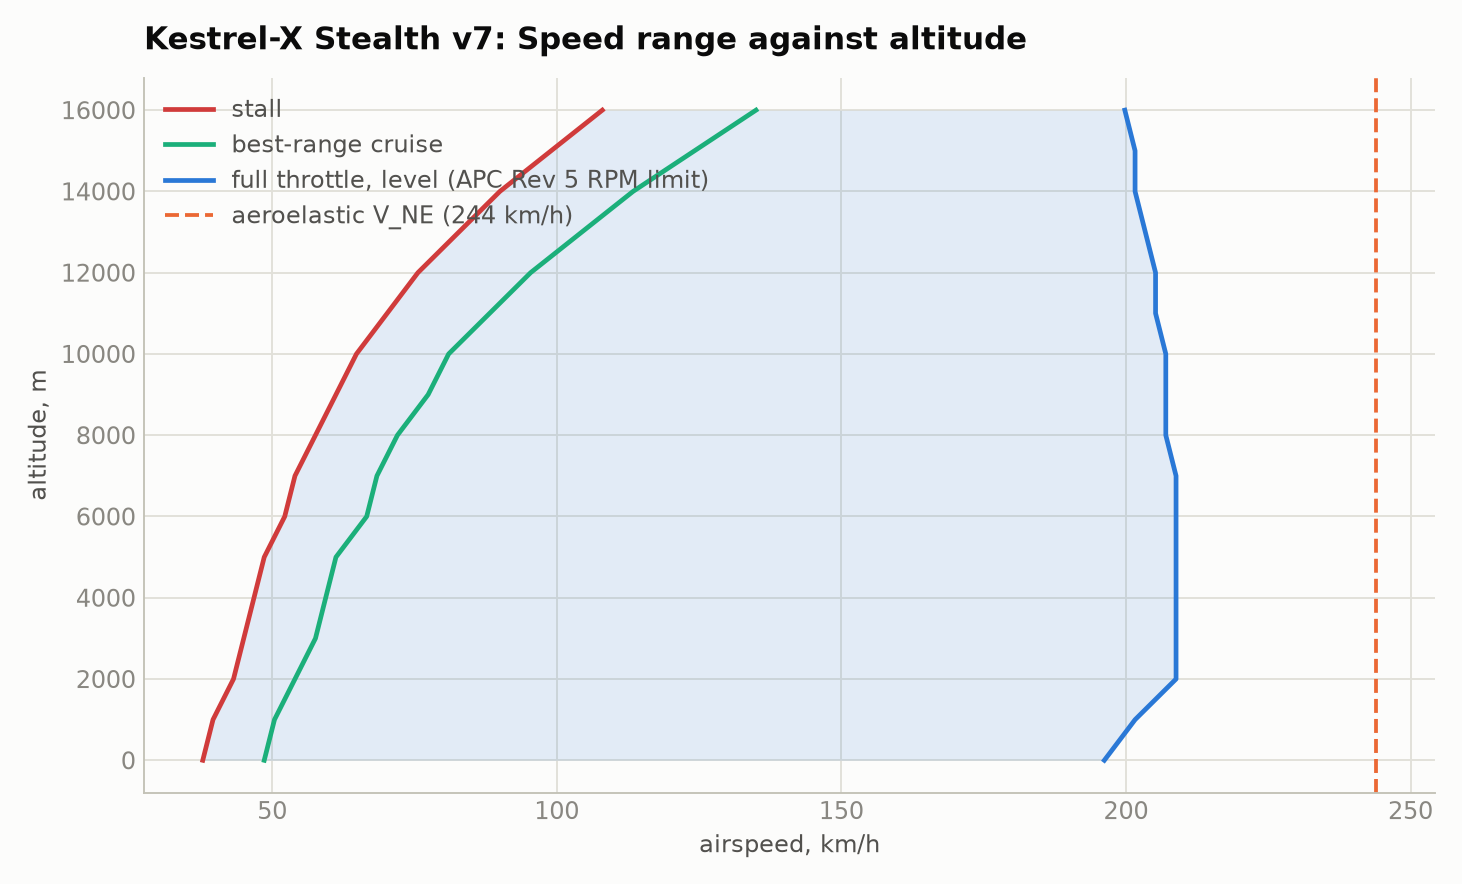 Kestrel-X Stealth v7: Speed range against altitude
stall
best-range cruise
full throttle, level (APC Rev 5 RPM limit)
aeroelastic V_NE (244 km/h)
16000
14000
12000
10000
8000
6000
4000
2000
0
altitude, m
50
100
150
200
250
airspeed, km/h